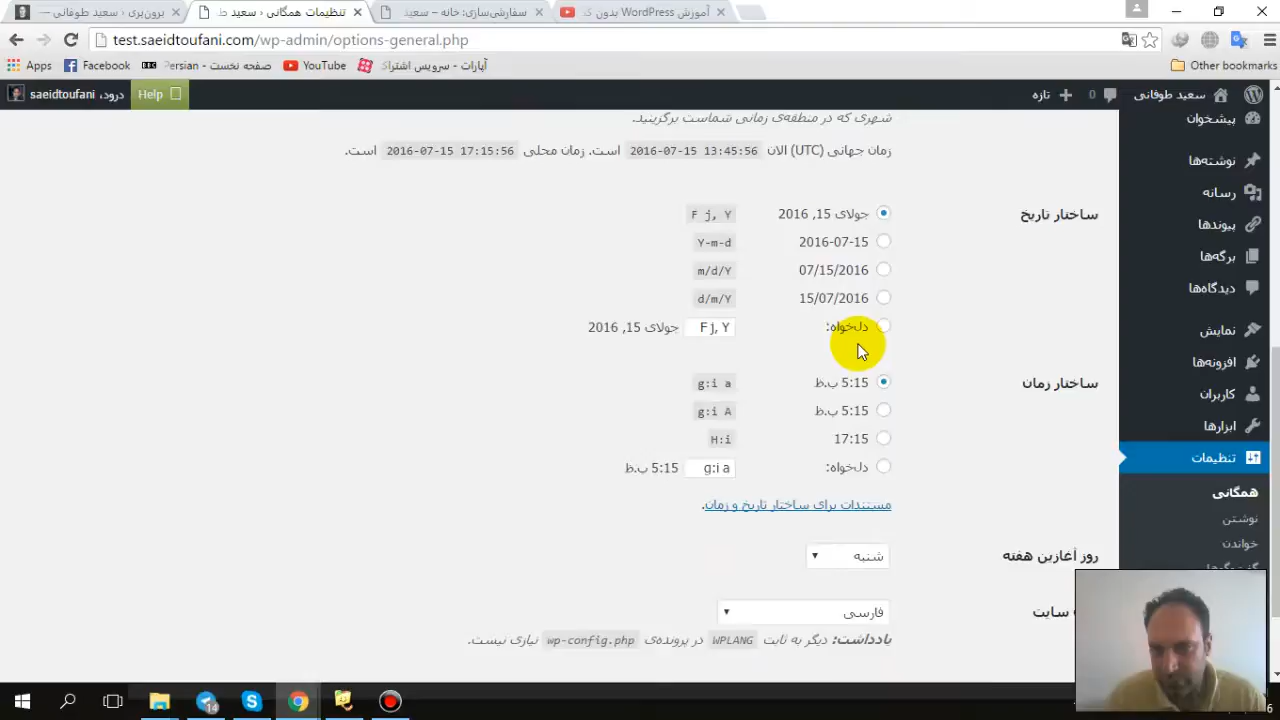 برون‌بری ‹ سعید طوفانی —
تنظیمات همگانی ‹ سعید ط
سفارشی‌سازی: خانه – سعید
آموزش WordPress بدون ک
test.saeidtoufani.com/wp-admin/options-general.php
Apps
Facebook
صفحه نخست - Persian
YouTube
آپارات - سرویس اشتراک
Other bookmarks
سعید طوفانی
0
تازه
درود، saeidtoufani
Help
شهری که در منطقه‌ی زمانی شماست برگزینید.
زمان جهانی (UTC) الان 2016-07-15 13:45:56 است. زمان محلی 2016-07-15 17:15:56 است.
ساختار تاریخ
جولای 15, 2016 F j, Y
2016-07-15 Y-m-d
07/15/2016 m/d/Y
15/07/2016 d/m/Y
دلخواه: F j, Y جولای 15, 2016
ساختار زمان
5:15 ب.ظ g:i a
5:15 ب.ظ g:i A
17:15 H:i
دلخواه: g:i a 5:15 ب.ظ
مستندات برای ساختار تاریخ و زمان.
روز آغازین هفته
شنبه
سایت
فارسی
یادداشت: دیگر به ثابت WPLANG در پرونده‌ی wp-config.php نیازی نیست.
پیشخوان
نوشته‌ها
رسانه
پیوندها
برگه‌ها
دیدگاه‌ها
نمایش
افزونه‌ها
کاربران
ابزارها
تنظیمات
همگانی
نوشتن
خواندن
14